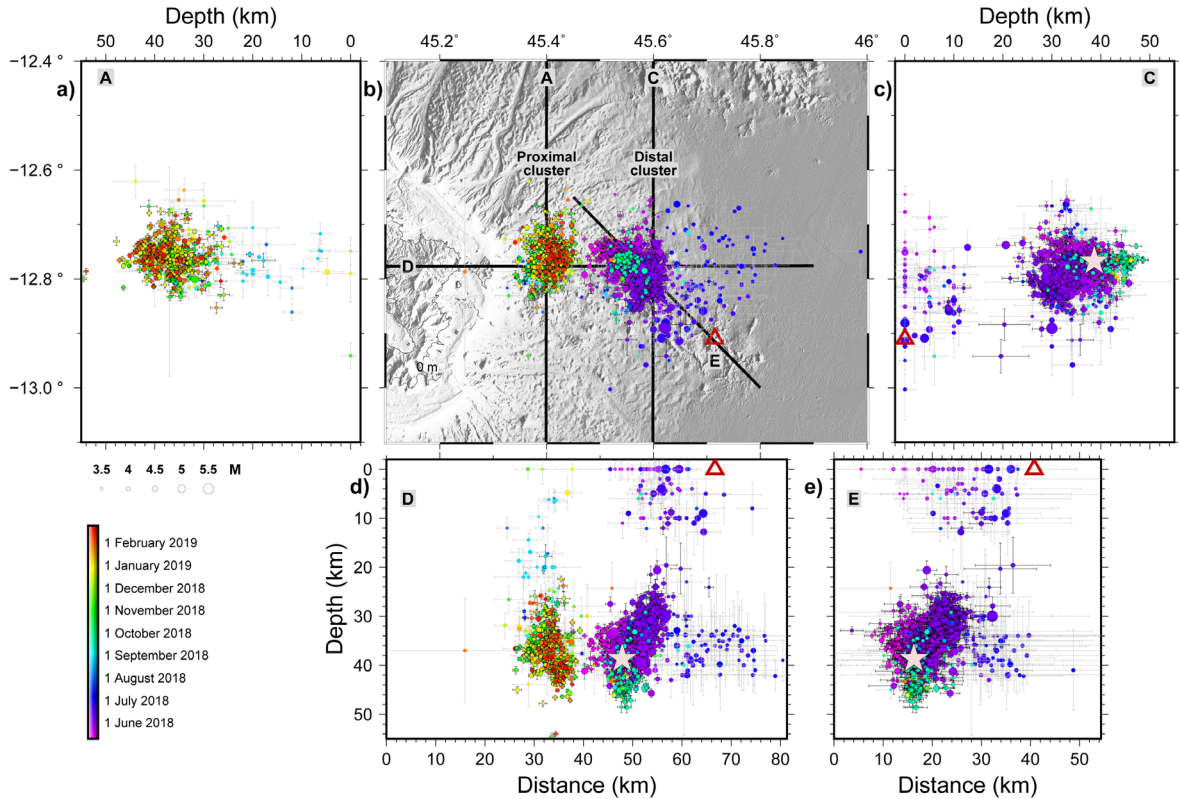 Depth (km)
50 40 30 20 10 0
45.2° 45.4° 45.6° 45.8° 46°
Depth (km)
0 10 20 30 40 50
−12.4 °
−12.6 °
−12.8 °
−13.0 °
a)
A
b)
A
C
Proximal
cluster
Distal
cluster
D
E
0 m
c)
C
3.5 4 4.5 5 5.5 M
1 February 2019
1 January 2019
1 December 2018
1 November 2018
1 October 2018
1 September 2018
1 August 2018
1 July 2018
1 June 2018
d)
D
0
10
20
30
40
50
Depth (km)
0 10 20 30 40 50 60 70 80
Distance (km)
e)
E
0 10 20 30 40 50
Distance (km)